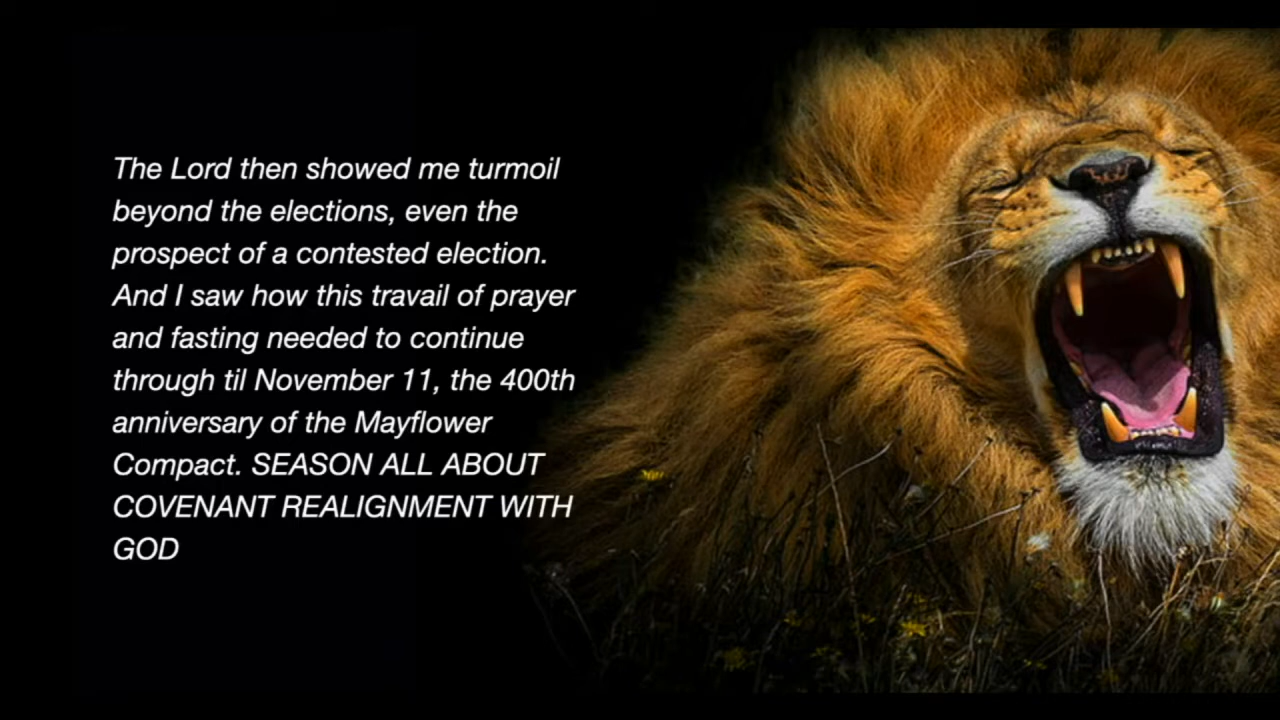 The Lord then showed me turmoil
beyond the elections, even the
prospect of a contested election.
And I saw how this travail of prayer
and fasting needed to continue
through til November 11, the 400th
anniversary of the Mayflower
Compact. SEASON ALL ABOUT
COVENANT REALIGNMENT WITH
GOD